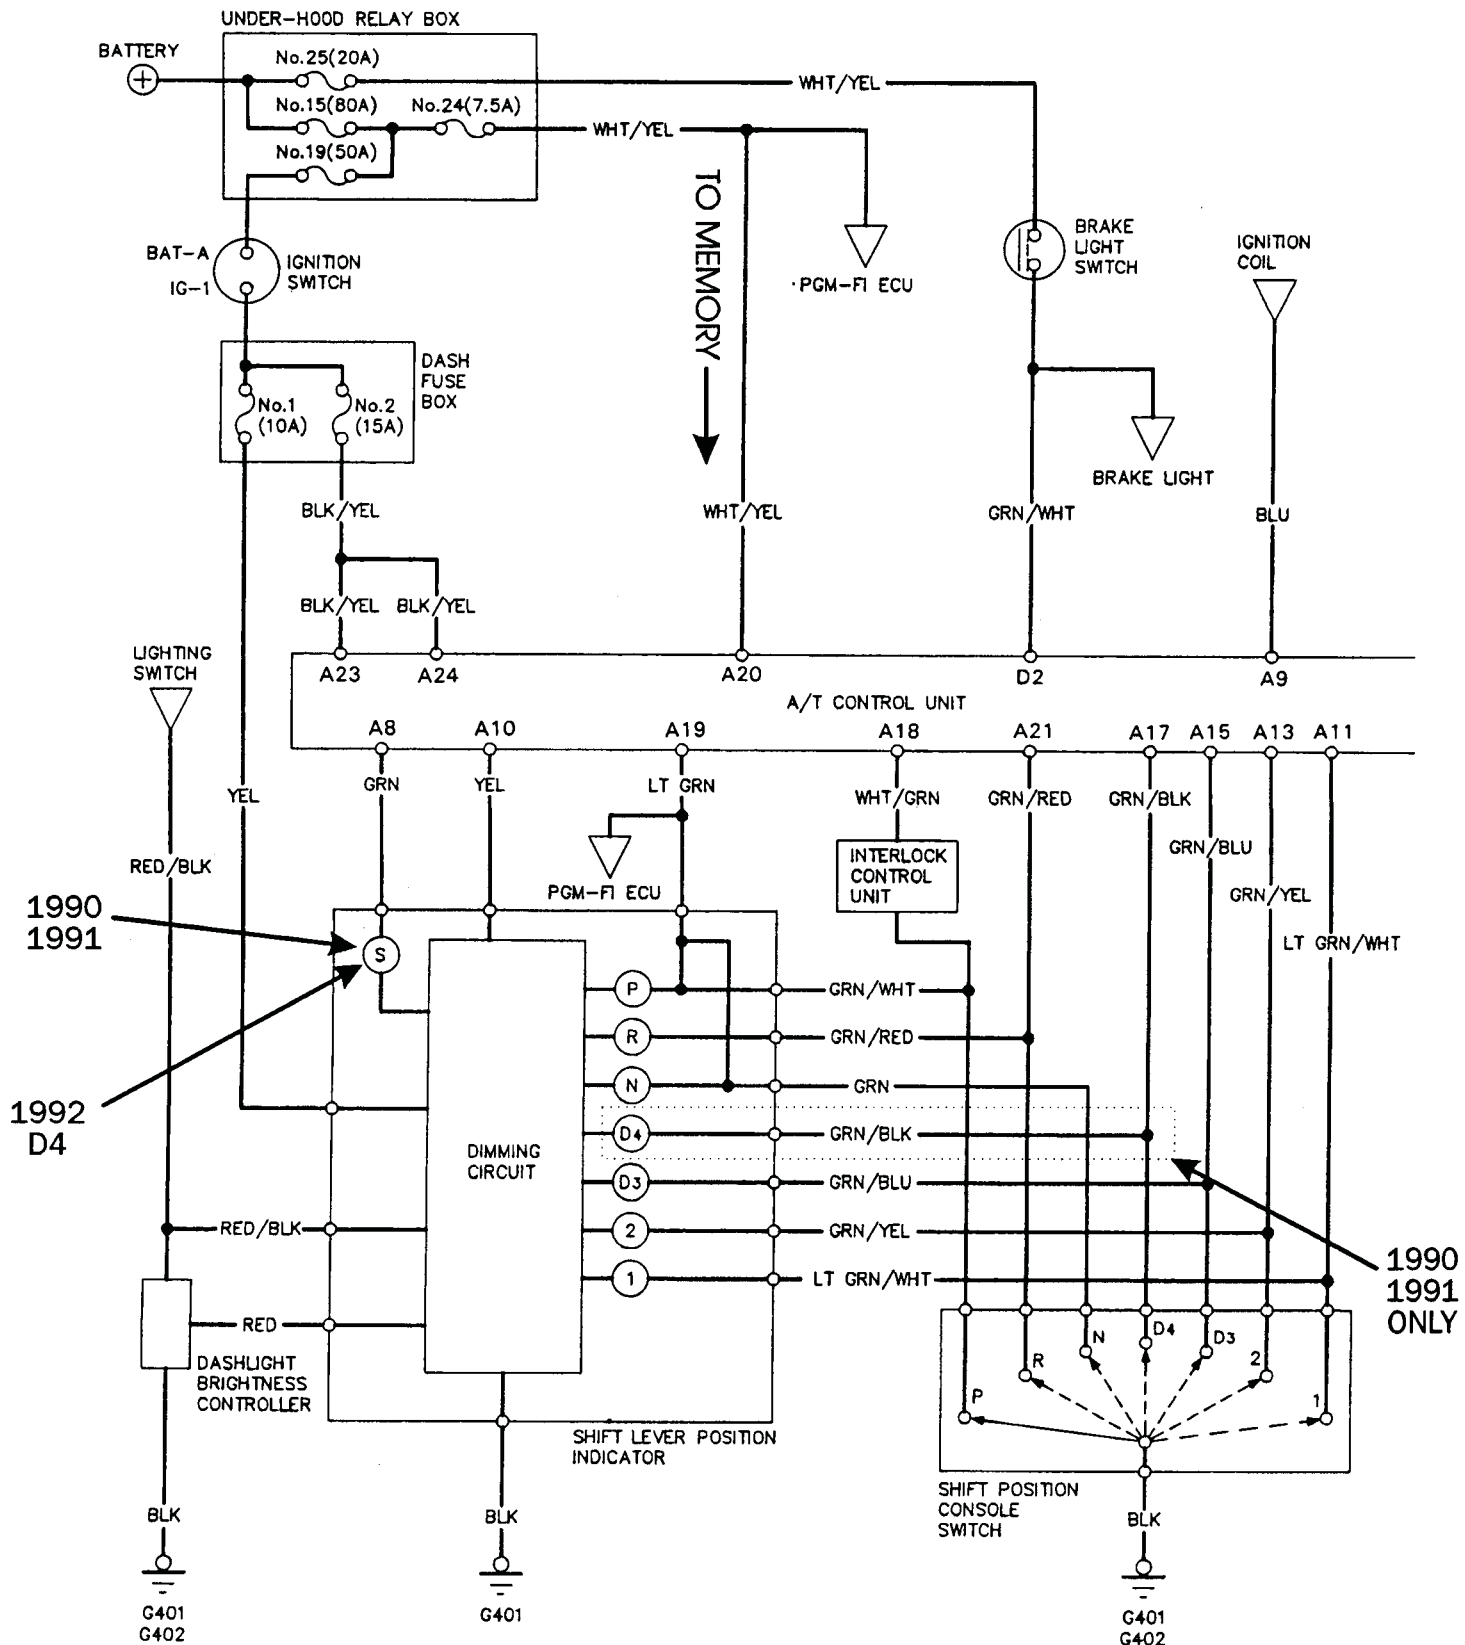 UNDER-HOOD RELAY BOX
BATTERY
No.25(20A)
WHT/YEL
No.15(80A)
No.24(7.5A)
WHT/YEL
No.19(50A)
TO MEMORY
BAT-A
IG-1
IGNITION
SWITCH
PGM-FI ECU
BRAKE
LIGHT
SWITCH
IGNITION
COIL
DASH
FUSE
BOX
No.1
(10A)
No.2
(15A)
BRAKE LIGHT
BLK/YEL
WHT/YEL
GRN/WHT
BLU
BLK/YEL
BLK/YEL
LIGHTING
SWITCH
A23
A24
A20
D2
A9
A/T CONTROL UNIT
A8
A10
A19
A18
A21
A17
A15
A13
A11
GRN
YEL
LT GRN
WHT/GRN
GRN/RED
GRN/BLK
YEL
GRN/BLU
RED/BLK
PGM-FI ECU
INTERLOCK
CONTROL
UNIT
GRN/YEL
LT GRN/WHT
1990
1991
S
P
GRN/WHT
R
GRN/RED
N
GRN
1992
D4
D4
GRN/BLK
DIMMING
CIRCUIT
D3
GRN/BLU
RED/BLK
2
GRN/YEL
1
LT GRN/WHT
1990
1991
ONLY
RED
DASHLIGHT
BRIGHTNESS
CONTROLLER
P
R
N
D4
D3
2
1
SHIFT LEVER POSITION
INDICATOR
SHIFT POSITION
CONSOLE
SWITCH
BLK
BLK
BLK
G401
G402
G401
G401
G402